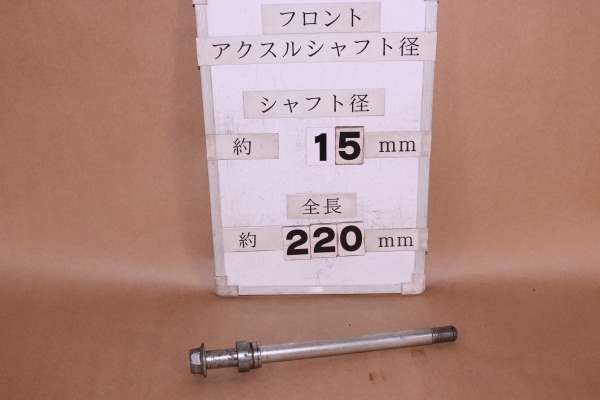 フロント
アクスルシャフト径
シャフト径
約 15 mm
全長
約 220 mm